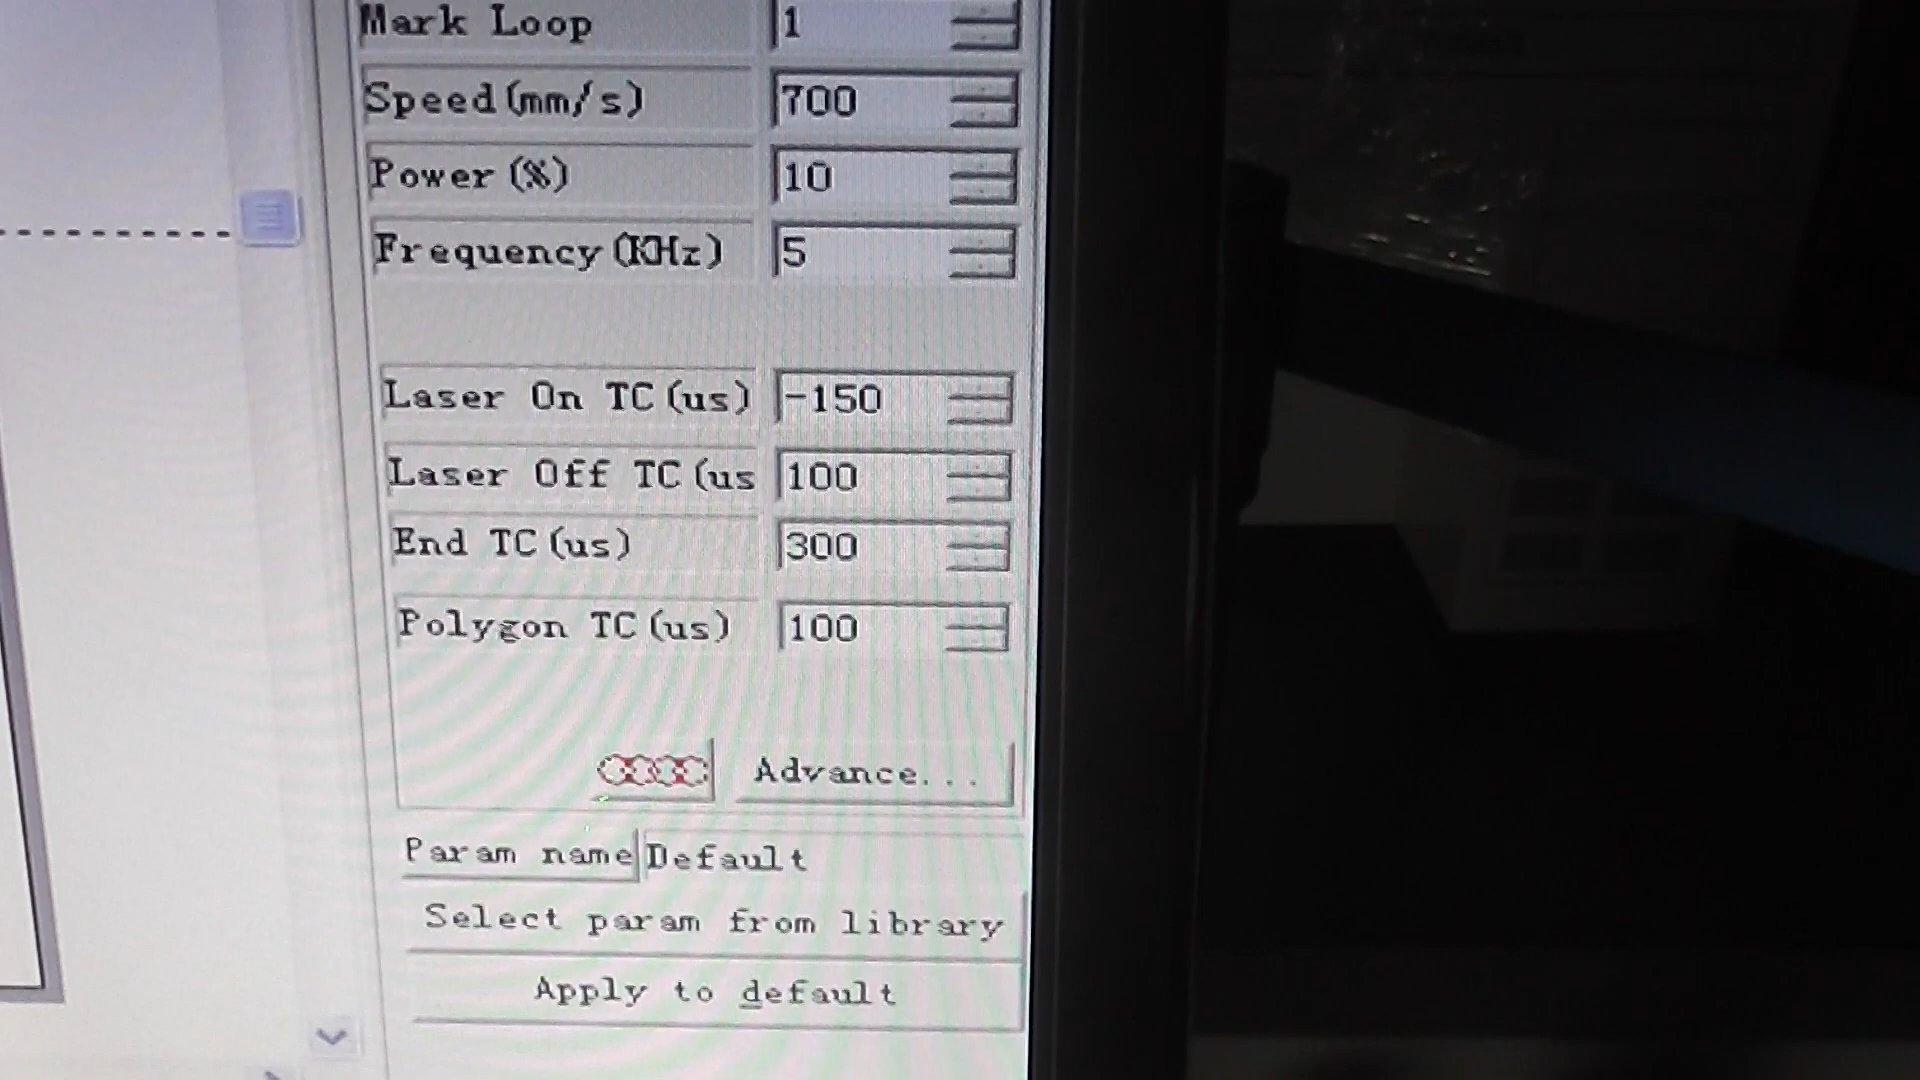 Mark Loop 1
Speed(mm/s) 700
Power(%) 10
Frequency(KHz) 5
Laser On TC(us) -150
Laser Off TC(us 100
End TC(us) 300
Polygon TC(us) 100
Advance...
Param name Default
Select param from library
Apply to default